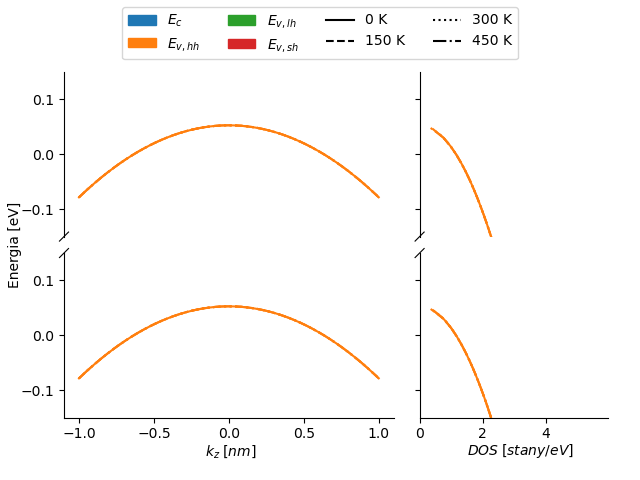 E_c E_{v,lh} 0 K 300 K
E_{v,hh} E_{v,sh} 150 K 450 K
0.1
0.0
−0.1
Energia [eV]
0.1
0.0
−0.1
−1.0 −0.5 0.0 0.5 1.0 0 2 4
k_z [nm] DOS [stany/eV]